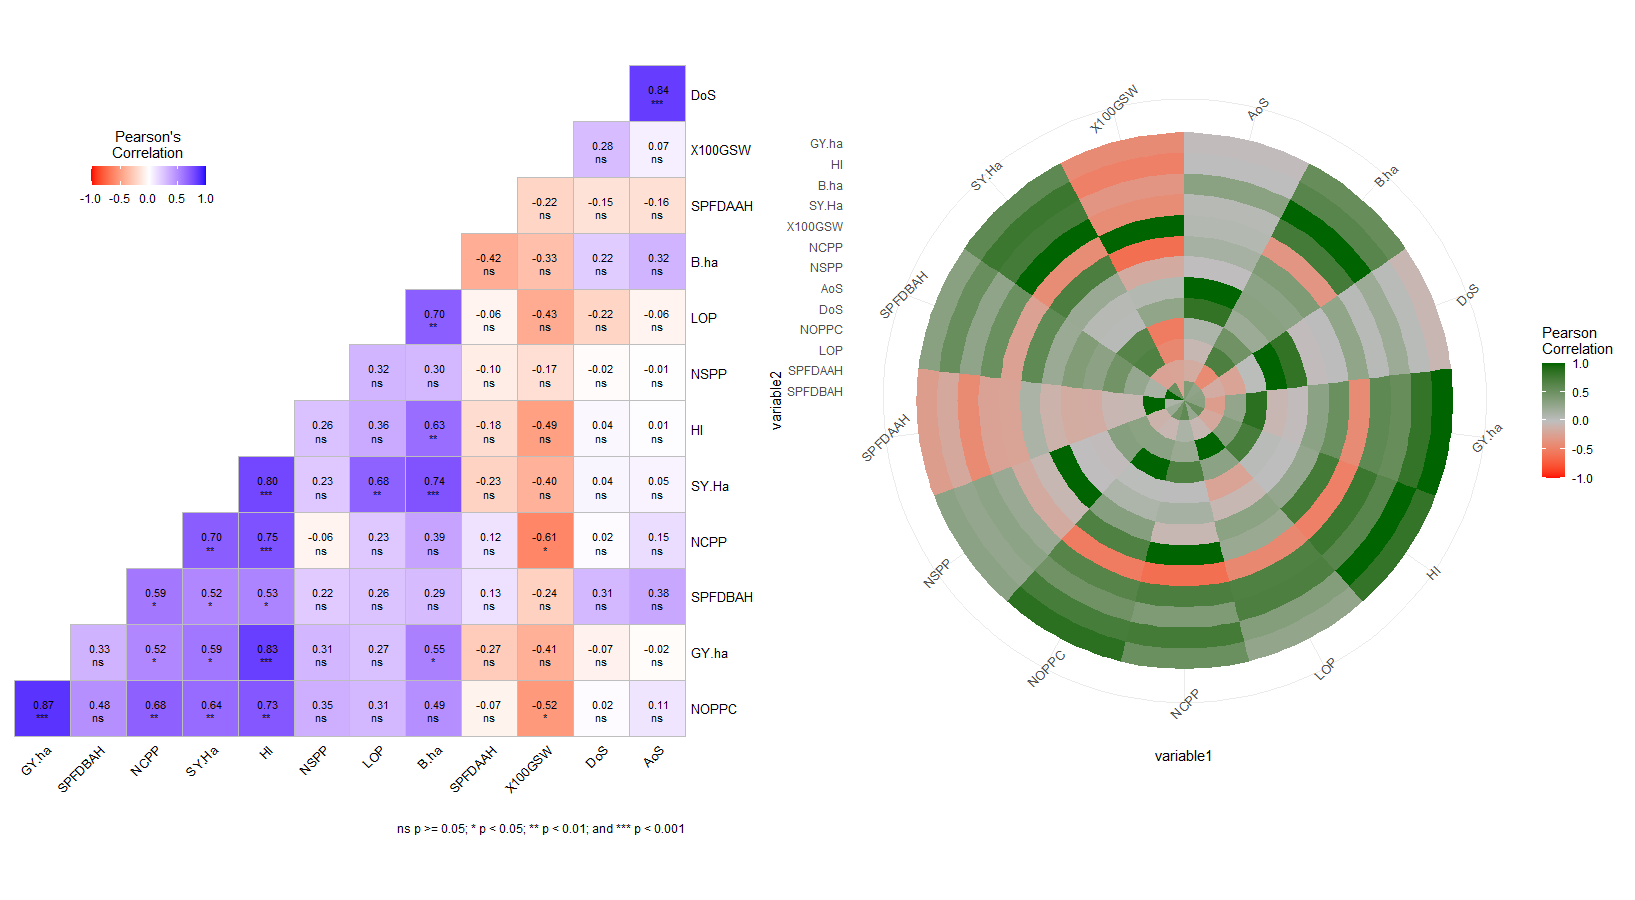 Pearson's
Correlation
-1.0 -0.5 0.0 0.5 1.0
0.84
***
DoS
0.28 0.07
ns ns
X100GSW
-0.22 -0.15 -0.16
ns ns ns
SPFDAAH
-0.42 -0.33 0.22 0.32
ns ns ns ns
B.ha
0.70 -0.06 -0.43 -0.22 -0.06
** ns ns ns ns
LOP
0.32 0.30 -0.10 -0.17 -0.02 -0.01
ns ns ns ns ns ns
NSPP
0.26 0.36 0.63 -0.18 -0.49 0.04 0.01
ns ns ** ns ns ns ns
HI
0.80 0.23 0.68 0.74 -0.23 -0.40 0.04 0.05
*** ns ** *** ns ns ns ns
SY.Ha
0.70 0.75 -0.06 0.23 0.39 0.12 -0.61 0.02 0.15
** *** ns ns ns ns * ns ns
NCPP
0.59 0.52 0.53 0.22 0.26 0.29 0.13 -0.24 0.31 0.38
* * * ns ns ns ns ns ns ns
SPFDBAH
0.33 0.52 0.59 0.83 0.31 0.27 0.55 -0.27 -0.41 -0.07 -0.02
ns * * *** ns ns * ns ns ns ns
GY.ha
0.87 0.48 0.68 0.64 0.73 0.35 0.31 0.49 -0.07 -0.52 0.02 0.11
*** ns ** ** ** ns ns ns ns * ns ns
NOPPC
GY.ha SPFDBAH NCPP SY.Ha HI NSPP LOP B.ha SPFDAAH X100GSW DoS AoS
ns p >= 0.05; * p < 0.05; ** p < 0.01; and *** p < 0.001
variable2
GY.ha
HI
B.ha
SY.Ha
X100GSW
NCPP
NSPP
AoS
DoS
NOPPC
LOP
SPFDAAH
SPFDBAH
AoS
B.ha
DoS
GY.ha
HI
LOP
NCPP
NOPPC
NSPP
SPFDAAH
SPFDBAH
SY.Ha
X100GSW
variable1
Pearson
Correlation
1.0
0.5
0.0
-0.5
-1.0